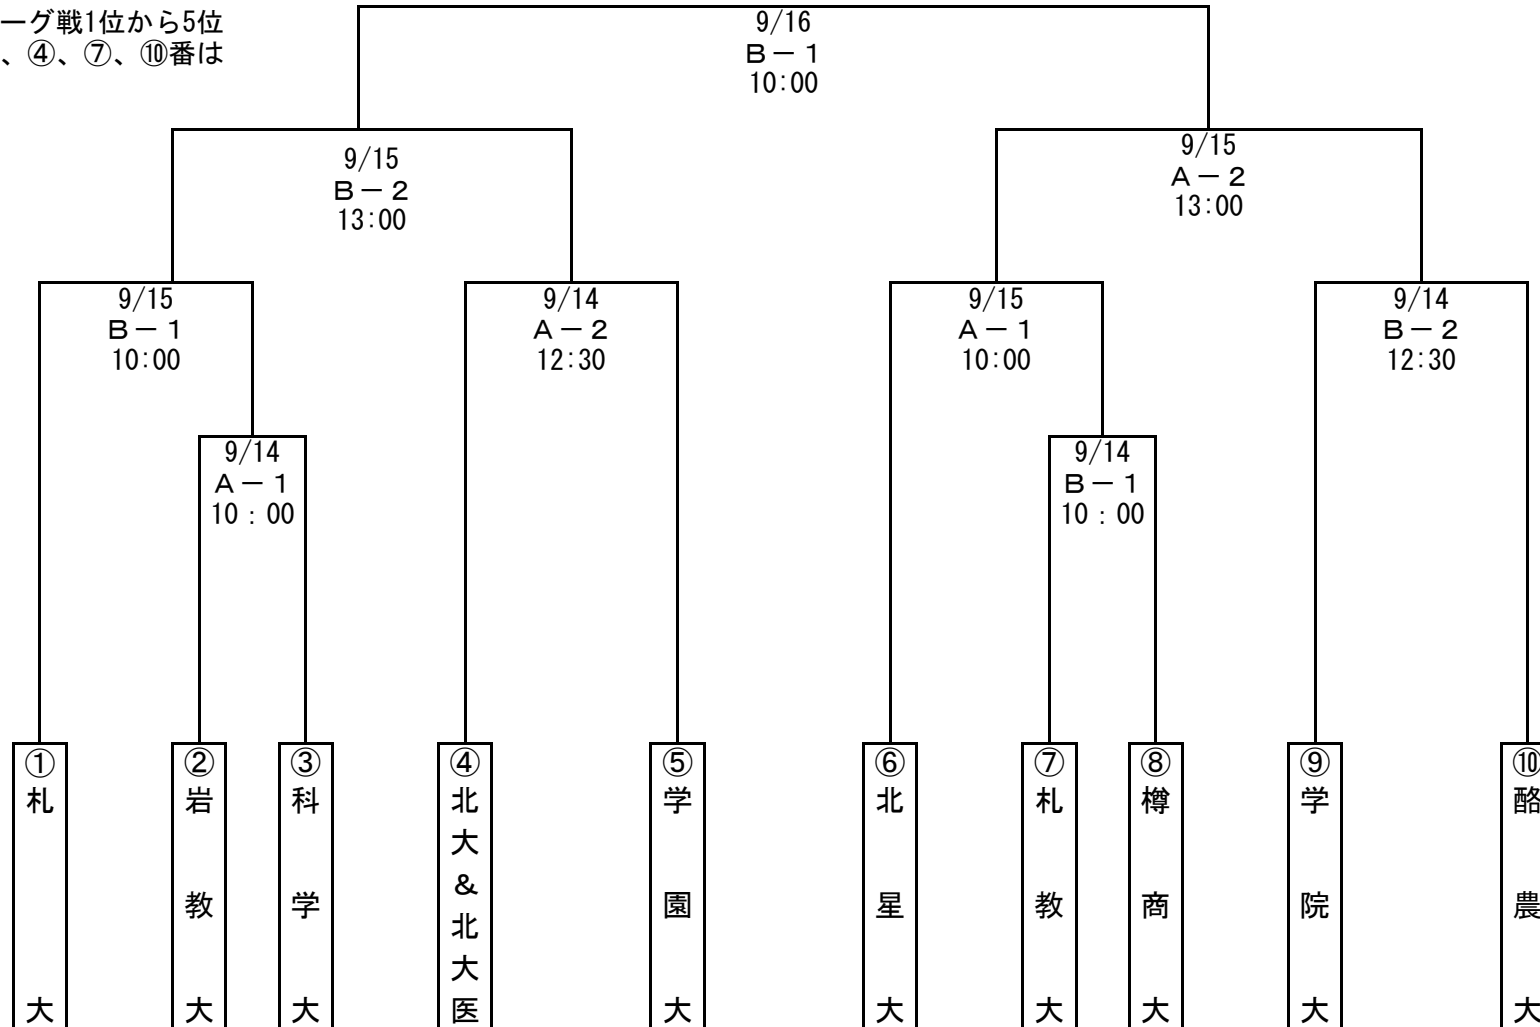 ーグ戦1位から5位
、④、⑦、⑩番は
9/16
B－1
10:00
9/15
B－2
13:00
9/15
A－2
13:00
9/15
B－1
10:00
9/14
A－2
12:30
9/15
A－1
10:00
9/14
B－2
12:30
9/14
A－1
10：00
9/14
B－1
10：00
①札大
②岩教大
③科学大
④北大&北大医
⑤学園大
⑥北星大
⑦札教大
⑧樽商大
⑨学院大
⑩酪農大